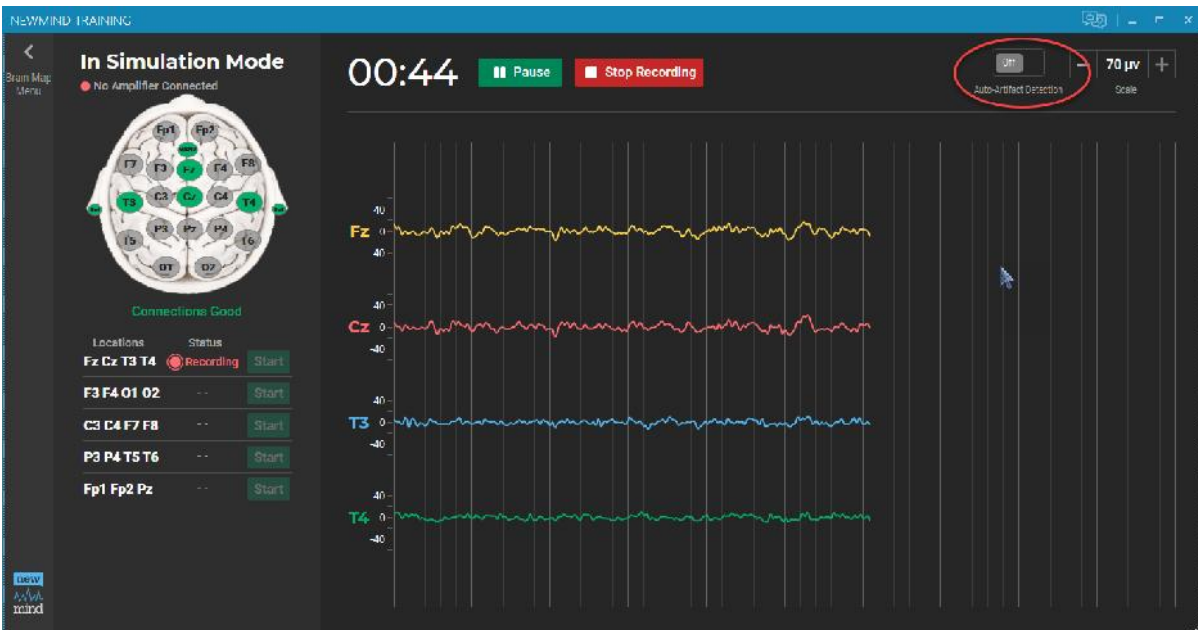 NEWMIND TRAINING
Brain Map
Menu
In Simulation Mode
No Amplifier Connected
Fp1 Fp2
F7 F3 Fz F4 F8
T3 C3 Cz C4 T4
T5 P3 Pz P4 T6
O1 O2
Connections Good
Locations Status
Fz Cz T3 T4 Recording Start
F3 F4 O1 O2 -- Start
C3 C4 F7 F8 -- Start
P3 P4 T5 T6 -- Start
Fp1 Fp2 Pz -- Start
new
mind
00:44 Pause Stop Recording
Off
Auto-Artifact Detection
- 70 µv +
Scale
40
Fz 0
40
40
Cz 0
-40
40
T3 0
-40
40
T4 0
-40